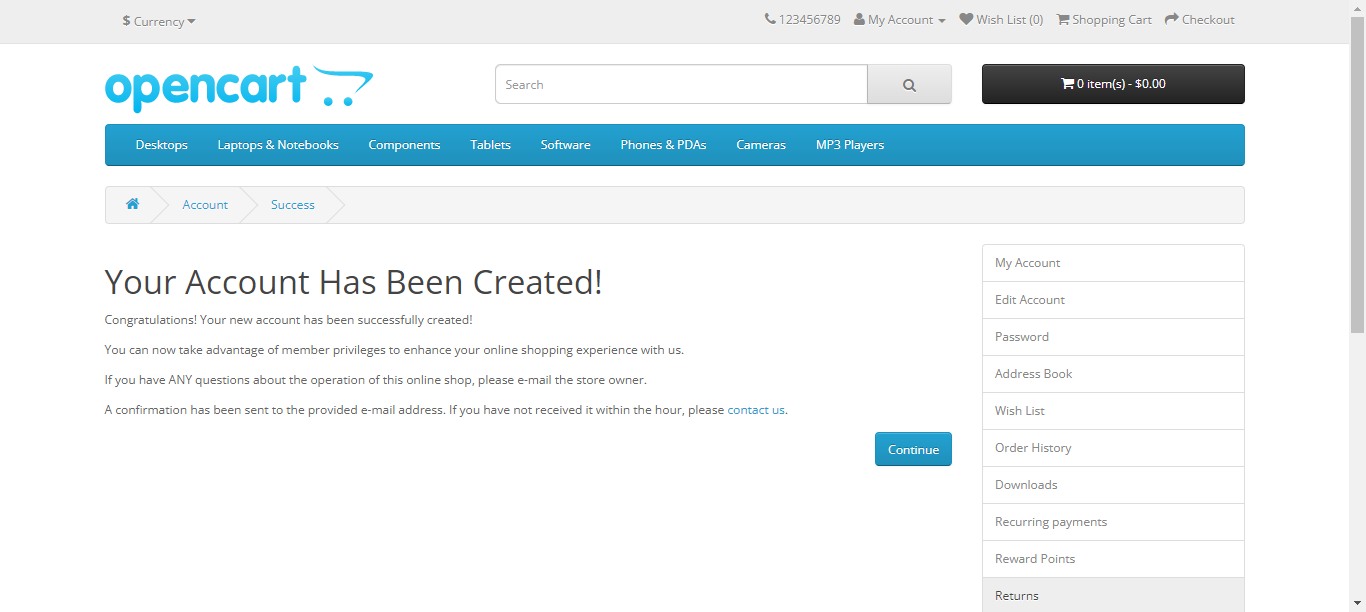 $ Currency
123456789 My Account Wish List (0) Shopping Cart Checkout
opencart
Search
0 item(s) - $0.00
Desktops Laptops & Notebooks Components Tablets Software Phones & PDAs Cameras MP3 Players
Account Success
Your Account Has Been Created!
Congratulations! Your new account has been successfully created!
You can now take advantage of member privileges to enhance your online shopping experience with us.
If you have ANY questions about the operation of this online shop, please e-mail the store owner.
A confirmation has been sent to the provided e-mail address. If you have not received it within the hour, please contact us.
Continue
My Account
Edit Account
Password
Address Book
Wish List
Order History
Downloads
Recurring payments
Reward Points
Returns